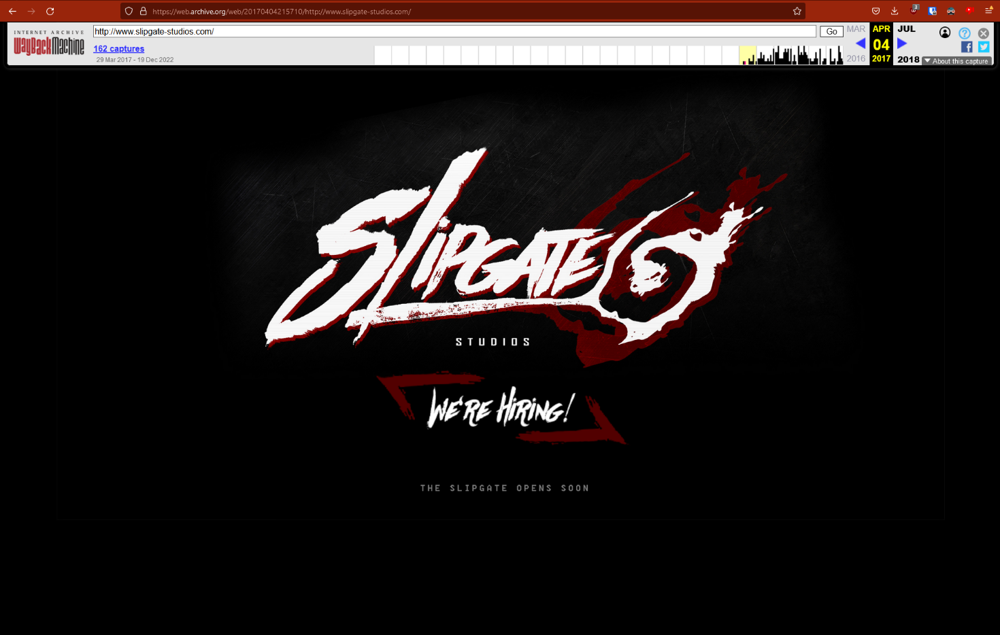 https://web.archive.org/web/20170404215710/http://www.slipgate-studios.com/
3
INTERNET ARCHIVE
WayBackMachine
http://www.slipgate-studios.com/
Go
MAR
APR
JUL
162 captures
04
29 Mar 2017 - 19 Dec 2022
2016
2017
2018
About this capture
SLIPGATE
STUDIOS
WE'RE HIRING!
THE SLIPGATE OPENS SOON